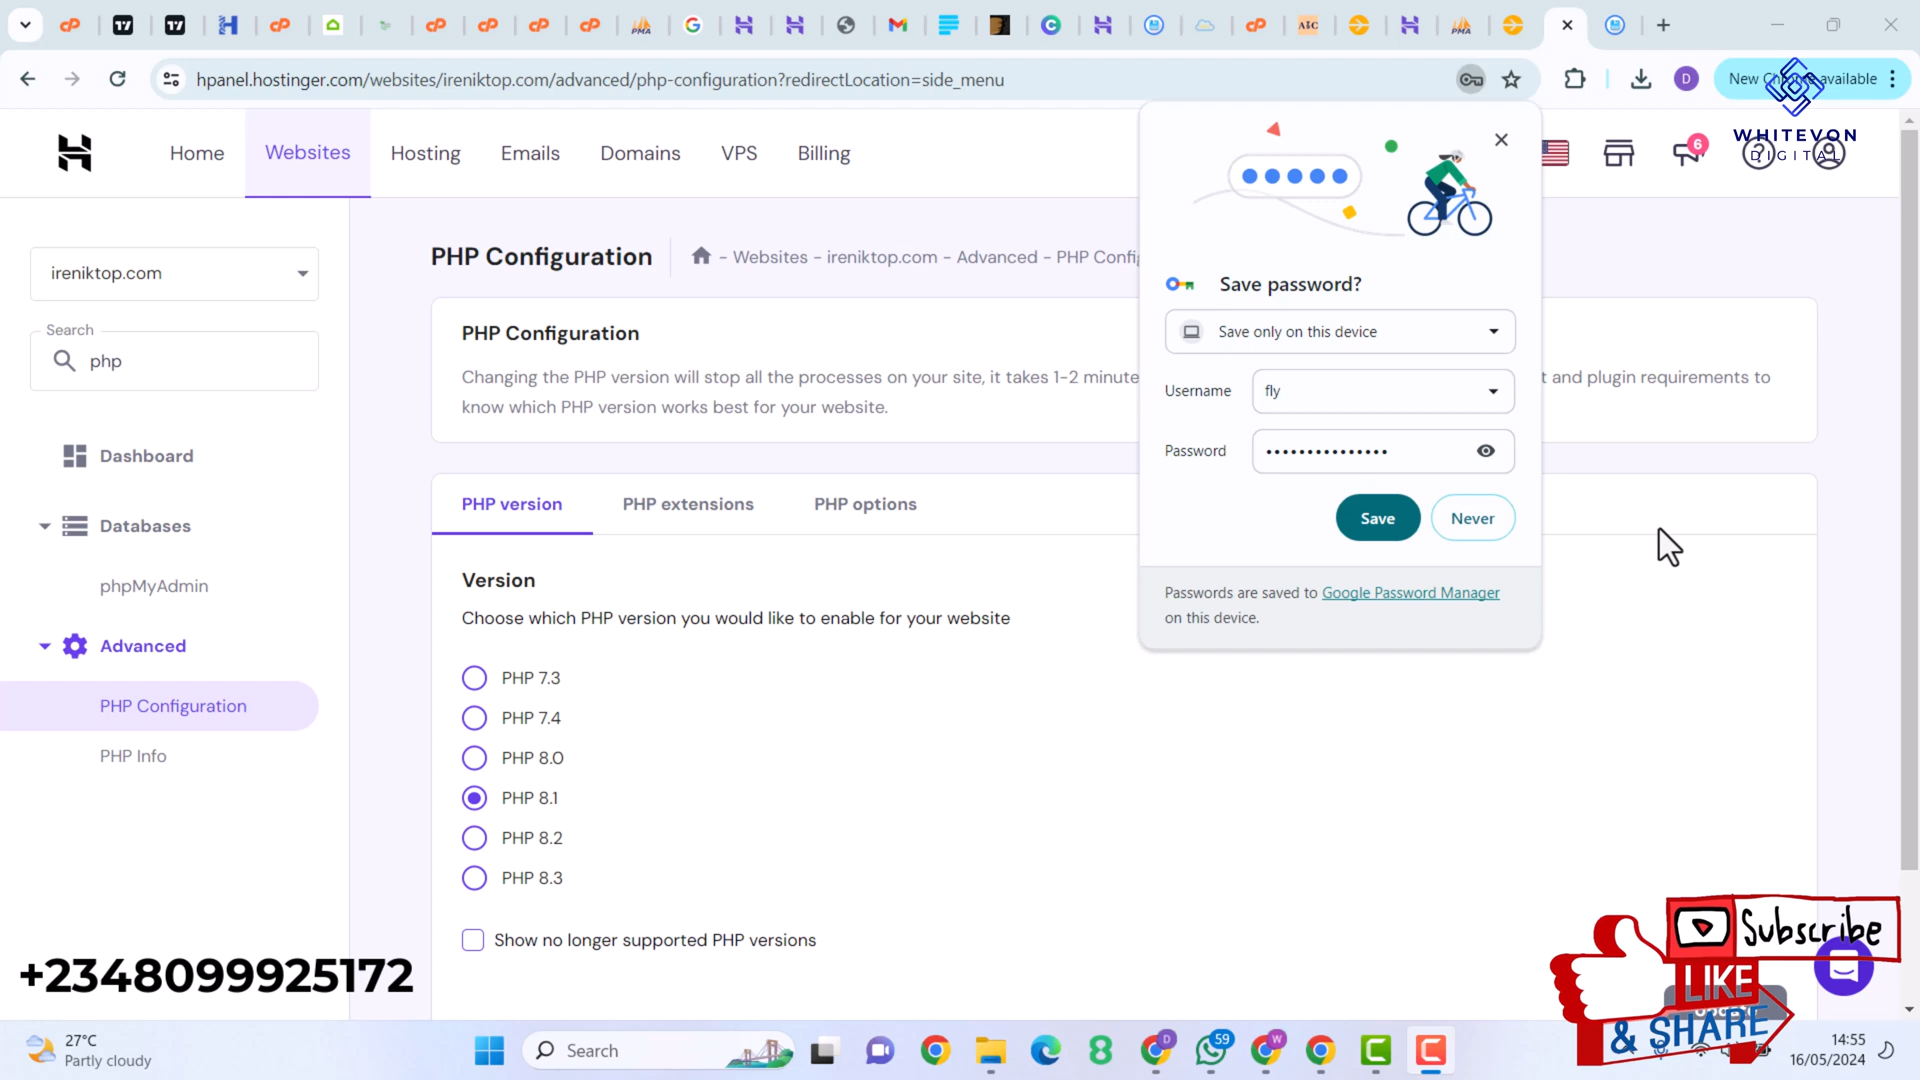 hpanel.hostinger.com/websites/ireniktop.com/advanced/php-configuration?redirectLocation=side_menu
D
New Chrome available
WHITEVON
DIGITAL
Home
Websites
Hosting
Emails
Domains
VPS
Billing
6
ireniktop.com
Search
php
Dashboard
Databases
phpMyAdmin
Advanced
PHP Configuration
PHP Info
PHP Configuration
- Websites - ireniktop.com - Advanced - PHP Config
PHP Configuration
Changing the PHP version will stop all the processes on your site, it takes 1-2 minute
and plugin requirements to
know which PHP version works best for your website.
PHP version
PHP extensions
PHP options
Version
Choose which PHP version you would like to enable for your website
PHP 7.3
PHP 7.4
PHP 8.0
PHP 8.1
PHP 8.2
PHP 8.3
Show no longer supported PHP versions
Save password?
Save only on this device
Username
fly
Password
Save
Never
Passwords are saved to Google Password Manager
on this device.
+2348099925172
Subscribe
LIKE
& SHARE
27°C
Partly cloudy
Search
D
59
W
14:55
16/05/2024